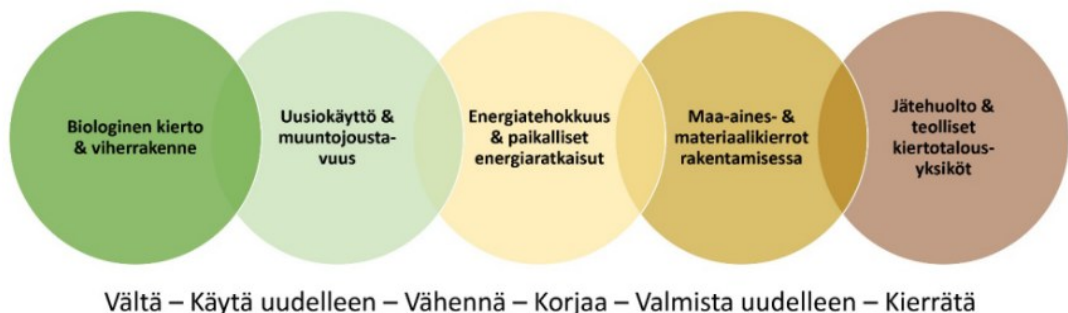 Biologinen kierto
& viherrakenne
Uusiokäyttö &
muuntojousta-
vuus
Energiatehokkuus
& paikalliset
energiaratkaisut
Maa-aines- &
materiaalikierrot
rakentamisessa
Jätehuolto &
teolliset
kiertotalous-
yksiköt
Vältä – Käytä uudelleen – Vähennä – Korjaa – Valmista uudelleen – Kierrätä